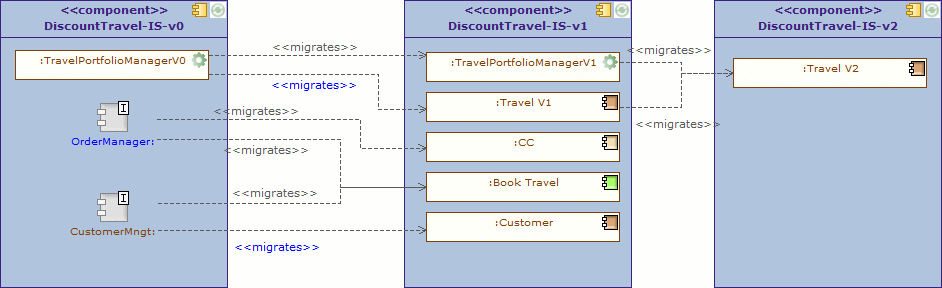 <<component>>
DiscountTravel-IS-v0
:TravelPortfolioManagerV0
I
OrderManager:
I
CustomerMngt:
<<migrates>>
<<migrates>>
<<migrates>>
<<migrates>>
<<migrates>>
<<migrates>>
<<component>>
DiscountTravel-IS-v1
:TravelPortfolioManagerV1
:Travel V1
:CC
:Book Travel
:Customer
<<migrates>>
<<migrates>>
<<component>>
DiscountTravel-IS-v2
:Travel V2